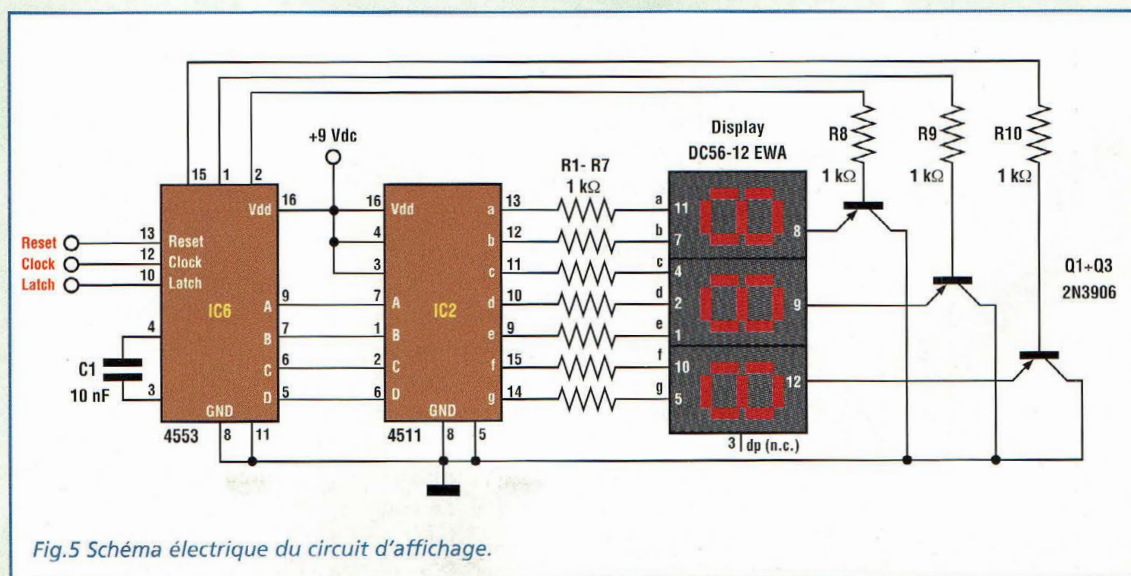 +9 Vdc
Display
DC56-12 EWA
R1- R7
1 kΩ
R8
R9
R10
1 kΩ
1 kΩ
1 kΩ
15
1
2
16
Vdd
16
Vdd
Reset
13
Reset
Clock
12
Clock
Latch
10
Latch
IC6
A
9
B
7
C
6
D
5
4
C1
10 nF
3
GND
4553
8
11
4
3
7
A
1
B
2
C
6
D
IC2
a
13
b
12
c
11
d
10
e
9
f
15
g
14
GND
4511
8
5
a
11
b
7
c
4
d
2
e
1
f
10
g
5
8
9
12
3
dp (n.c.)
Q1÷Q3
2N3906
Fig.5 Schéma électrique du circuit d'affichage.